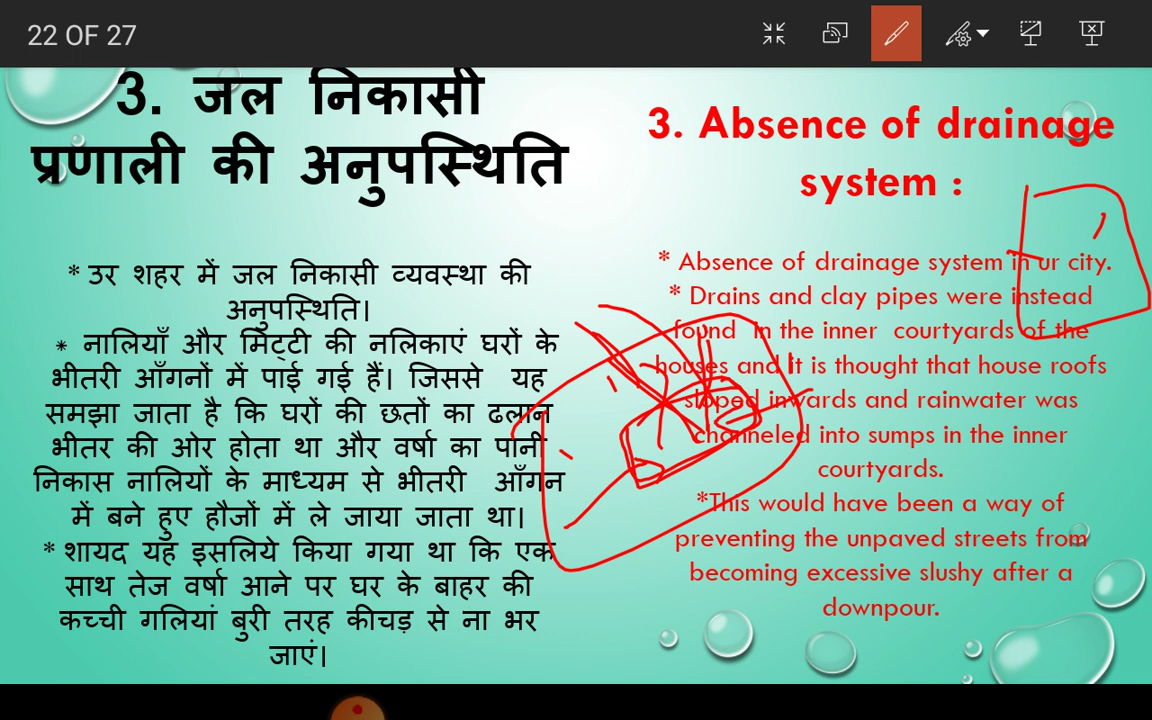 22 OF 27
3. जल निकासी
प्रणाली की अनुपस्थिति
* उर शहर में जल निकासी व्यवस्था की
अनुपस्थिति।
* नालियाँ और मिट्टी की नलिकाएं घरों के
भीतरी आँगनों में पाई गई हैं। जिससे यह
समझा जाता है कि घरों की छतों का ढलान
भीतर की ओर होता था और वर्षा का पानी
निकास नालियों के माध्यम से भीतरी आँगन
में बने हुए हौजों में ले जाया जाता था।
* शायद यह इसलिये किया गया था कि एक
साथ तेज वर्षा आने पर घर के बाहर की
कच्ची गलियां बुरी तरह कीचड़ से ना भर
जाएं।
3. Absence of drainage
system :
* Absence of drainage system in ur city.
* Drains and clay pipes were instead
found in the inner courtyards of the
houses and it is thought that house roofs
sloped inwards and rainwater was
channeled into sumps in the inner
courtyards.
*This would have been a way of
preventing the unpaved streets from
becoming excessive slushy after a
downpour.